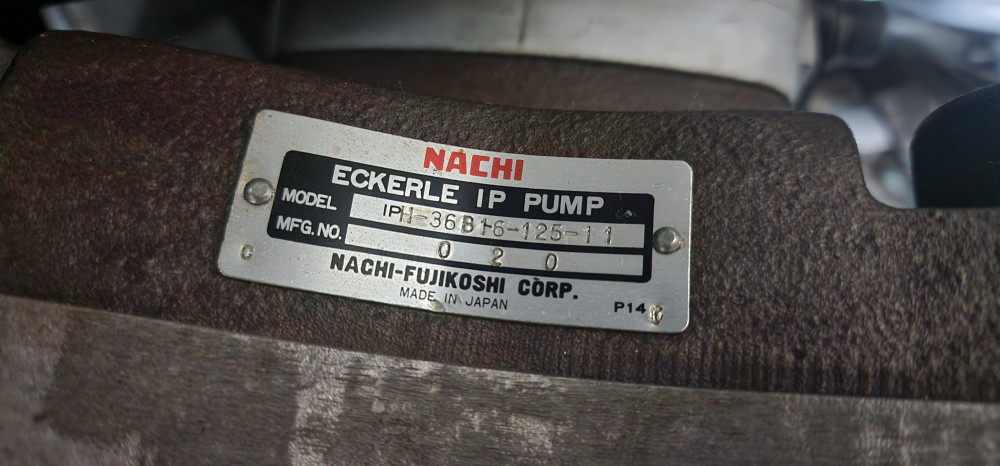 NACHI
ECKERLE IP PUMP
MODEL IPH-36B16-125-11
MFG. NO. 0 2 0
NACHI-FUJIKOSHI CORP.
MADE IN JAPAN
P14